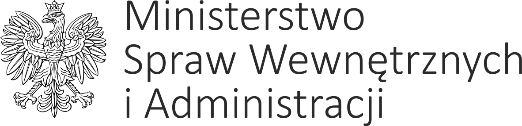 Ministerstwo
Spraw Wewnętrznych
i Administracji